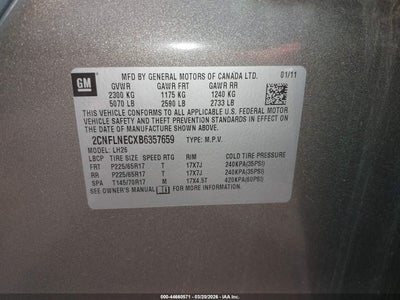 GM
MFD BY GENERAL MOTORS OF CANADA LTD. 01/11
GVWR GAWR FRT GAWR RR
2300 KG 1175 KG 1240 KG
5070 LB 2590 LB 2733 LB
THIS VEHICLE CONFORMS TO ALL APPLICABLE U.S. FEDERAL MOTOR
VEHICLE SAFETY AND THEFT PREVENTION STANDARDS IN EFFECT ON THE
DATE OF MANUFACTURE SHOWN ABOVE.
2CNFLNECXB6357659 TYPE: M.P.V.
MODEL: LH26
LBCP TIRE SIZE SPEED RTG RIM COLD TIRE PRESSURE
FRT P225/65R17 T 17X7J 240KPA(35PSI)
RR P225/65R17 T 17X7J 240KPA(35PSI)
SPA T145/70R17 M 17X4.5T 420KPA(60PSI)
SEE OWNER'S MANUAL
000-44660571 - 03/20/2026 - IAA Inc.